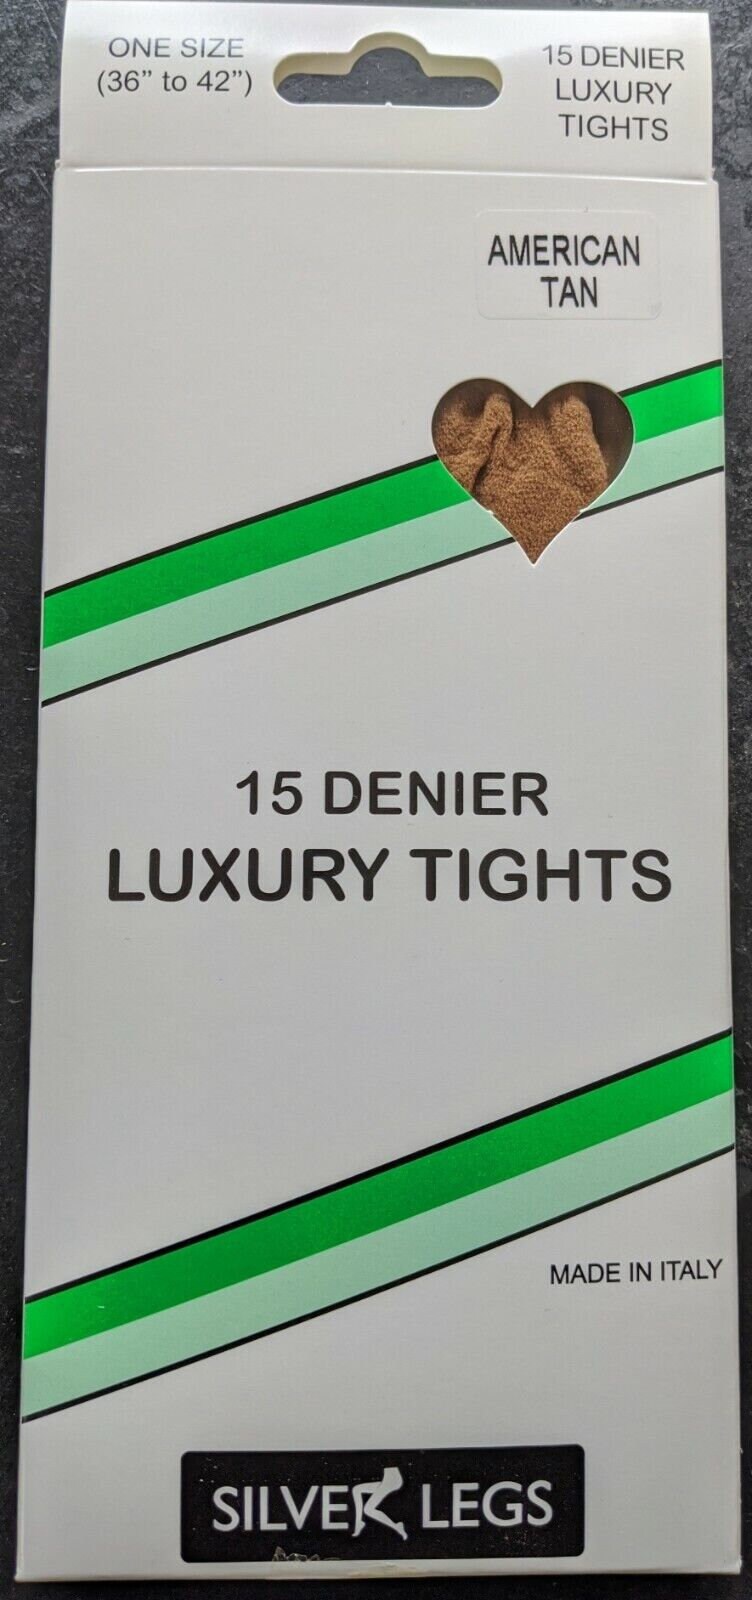 ONE SIZE
(36” to 42”)
15 DENIER
LUXURY
TIGHTS
AMERICAN
TAN
15 DENIER
LUXURY TIGHTS
MADE IN ITALY
SILVER LEGS